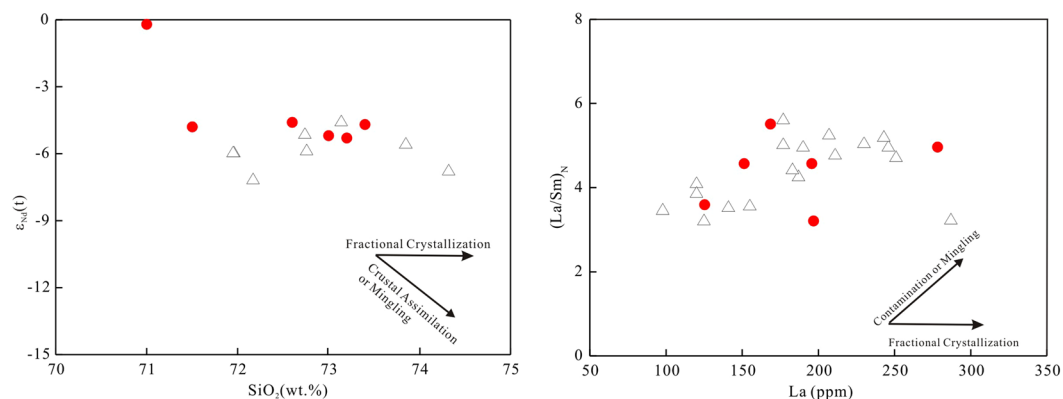 0
-3
-6
-9
-12
-15
70
71
72
73
74
75
εNd(t)
SiO₂(wt.%)
Fractional Crystallization
Crustal Assimilation
or Mingling
8
6
4
2
0
50
100
150
200
250
300
350
(La/Sm)N
La (ppm)
Contamination or Mingling
Fractional Crystallization